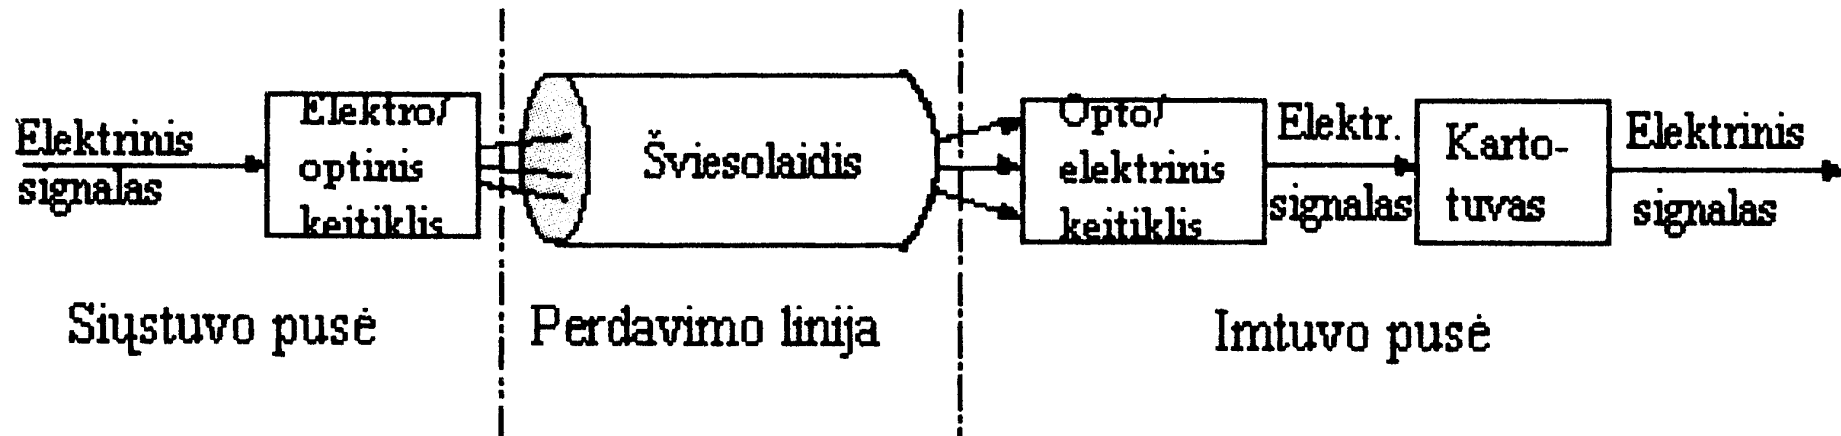 Elektrinis
signalas
Elektro/
optinis
keitiklis
Šviesolaidis
Opto/
elektrinis
keitiklis
Elektr.
signalas
Karto-
tuvas
Elektrinis
signalas
Siųstuvo pusė
Perdavimo linija
Imtuvo pusė